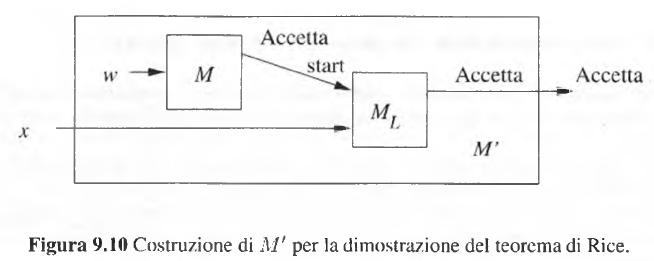 Accetta
start
w M Accetta Accetta
M_L
x
M'
Figura 9.10 Costruzione di M′ per la dimostrazione del teorema di Rice.